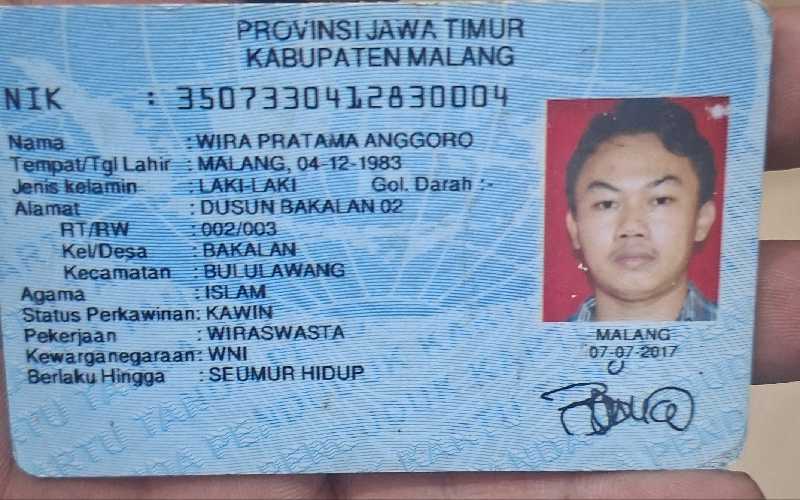 PROVINSI JAWA TIMUR
KABUPATEN MALANG
NIK : 3507330412830004
Nama : WIRA PRATAMA ANGGORO
Tempat/Tgl Lahir : MALANG, 04-12-1983
Jenis kelamin : LAKI-LAKI Gol. Darah :-
Alamat : DUSUN BAKALAN 02
RT/RW : 002/003
Kel/Desa : BAKALAN
Kecamatan : BULULAWANG
Agama : ISLAM
Status Perkawinan: KAWIN
Pekerjaan : WIRASWASTA
Kewarganegaraan: WNI
Berlaku Hingga : SEUMUR HIDUP
MALANG
07-07-2017